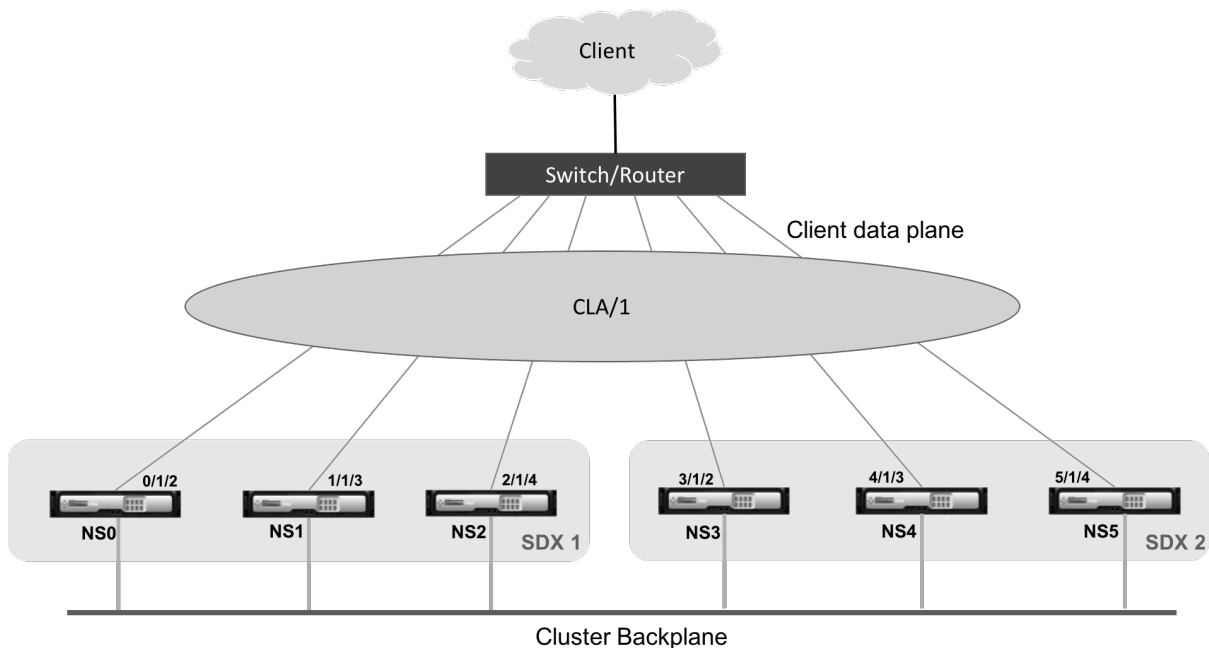 Client
Switch/Router
Client data plane
CLA/1
0/1/2
1/1/3
2/1/4
3/1/2
4/1/3
5/1/4
NS0
NS1
NS2
SDX 1
NS3
NS4
NS5
SDX 2
Cluster Backplane